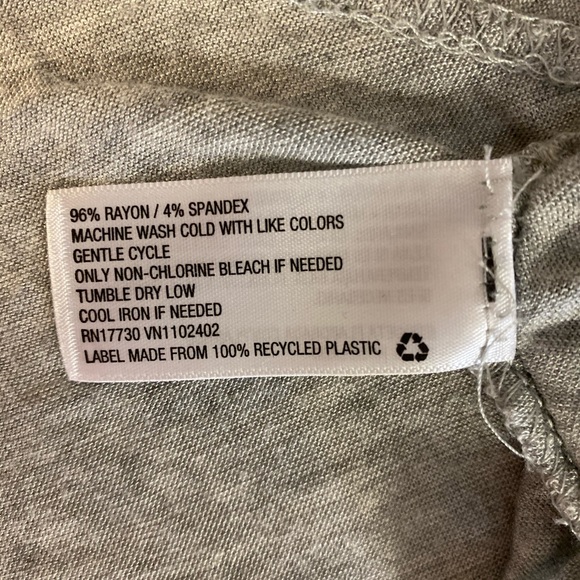 96% RAYON / 4% SPANDEX
MACHINE WASH COLD WITH LIKE COLORS
GENTLE CYCLE
ONLY NON-CHLORINE BLEACH IF NEEDED
TUMBLE DRY LOW
COOL IRON IF NEEDED
RN17730 VN1102402
LABEL MADE FROM 100% RECYCLED PLASTIC